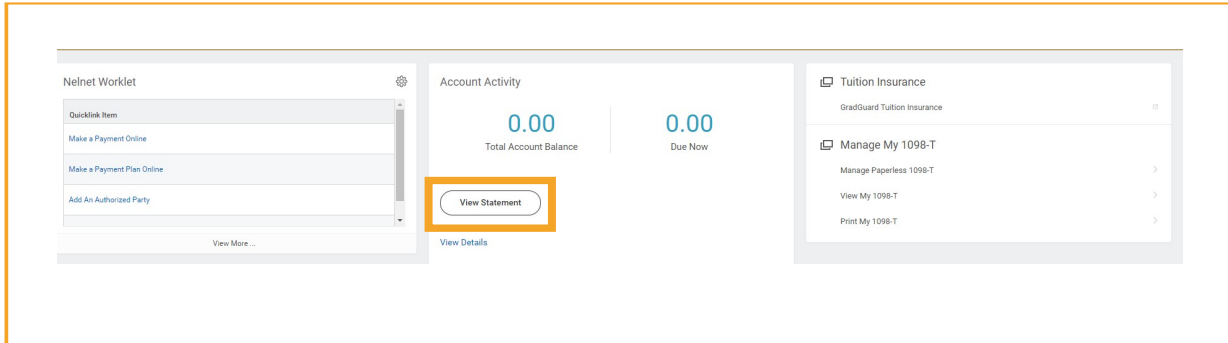 Nelnet Worklet
Quicklink Item
Make a Payment Online
Make a Payment Plan Online
Add An Authorized Party
View More ...
Account Activity
0.00
Total Account Balance
0.00
Due Now
View Statement
View Details
Tuition Insurance
GradGuard Tuition Insurance
Manage My 1098-T
Manage Paperless 1098-T
View My 1098-T
Print My 1098-T